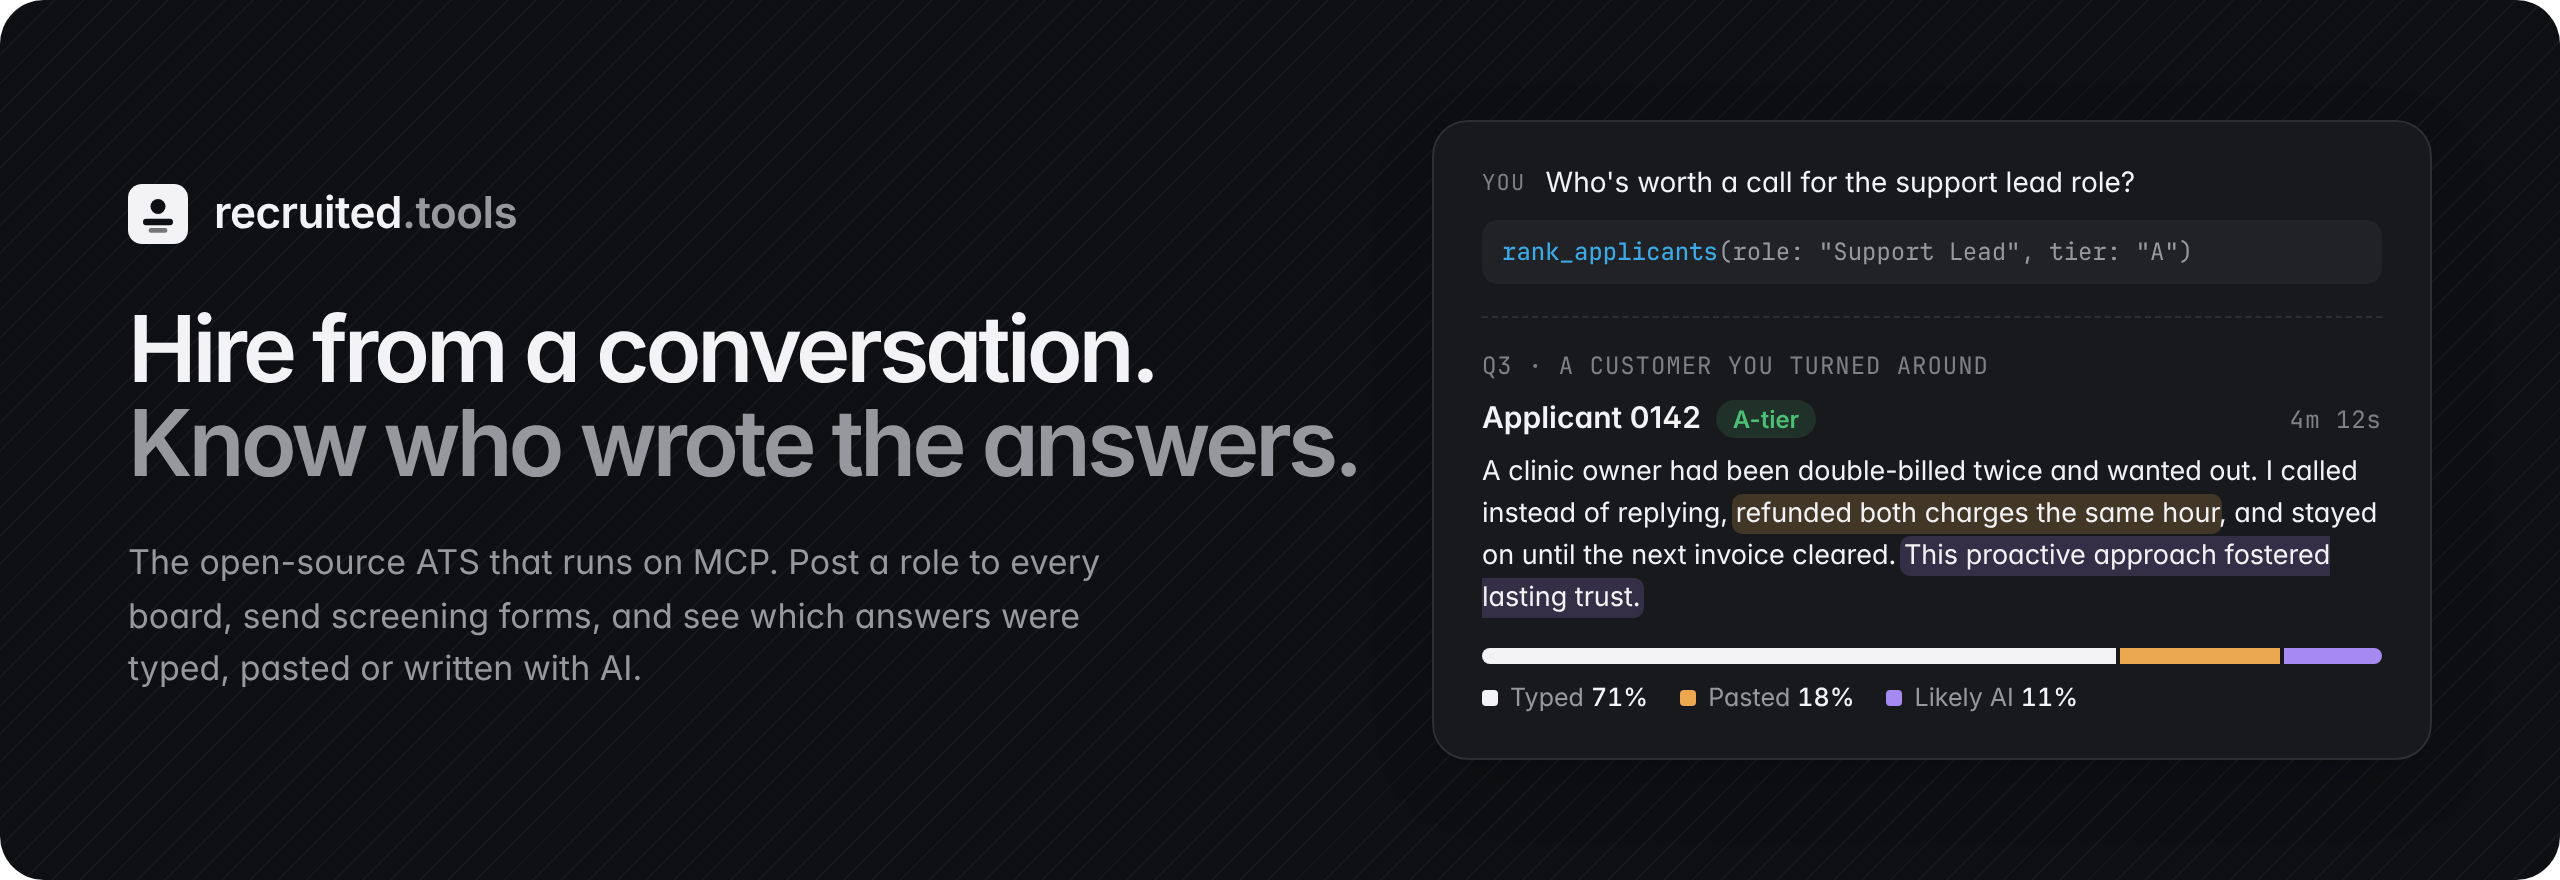 recruited.tools
Hire from a conversation.
Know who wrote the answers.
The open-source ATS that runs on MCP. Post a role to every
board, send screening forms, and see which answers were
typed, pasted or written with AI.
YOU Who's worth a call for the support lead role?
rank_applicants(role: "Support Lead", tier: "A")
Q3 · A CUSTOMER YOU TURNED AROUND
Applicant 0142 A-tier 4m 12s
A clinic owner had been double-billed twice and wanted out. I called
instead of replying, refunded both charges the same hour, and stayed
on until the next invoice cleared. This proactive approach fostered
lasting trust.
Typed 71% Pasted 18% Likely AI 11%